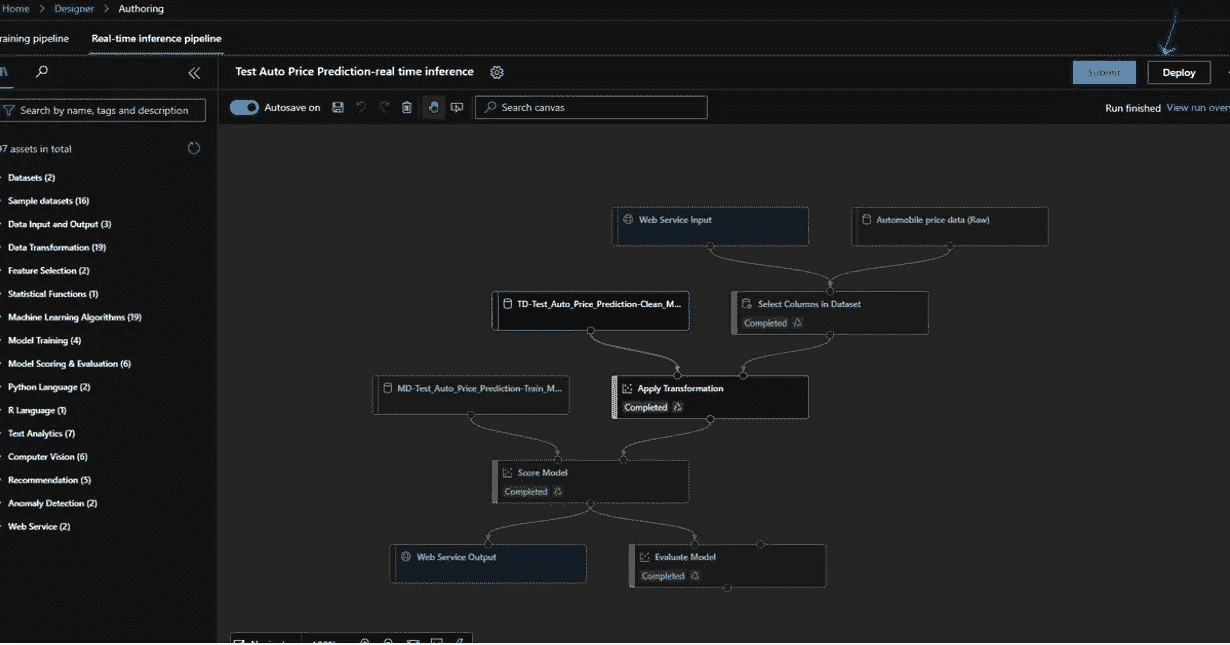 Home > Designer > Authoring
raining pipeline Real-time inference pipeline
Test Auto Price Prediction-real time inference
Submit Deploy
Search by name, tags and description
Autosave on
Search canvas
Run finished View run over
97 assets in total
Datasets (2)
Sample datasets (16)
Data Input and Output (3)
Data Transformation (19)
Feature Selection (2)
Statistical Functions (1)
Machine Learning Algorithms (19)
Model Training (4)
Model Scoring & Evaluation (6)
Python Language (2)
R Language (1)
Text Analytics (7)
Computer Vision (6)
Recommendation (5)
Anomaly Detection (2)
Web Service (2)
Web Service Input
Automobile price data (Raw)
TD-Test_Auto_Price_Prediction-Clean_M...
Select Columns in Dataset
Completed
MD-Test_Auto_Price_Prediction-Train_M...
Apply Transformation
Completed
Score Model
Completed
Web Service Output
Evaluate Model
Completed